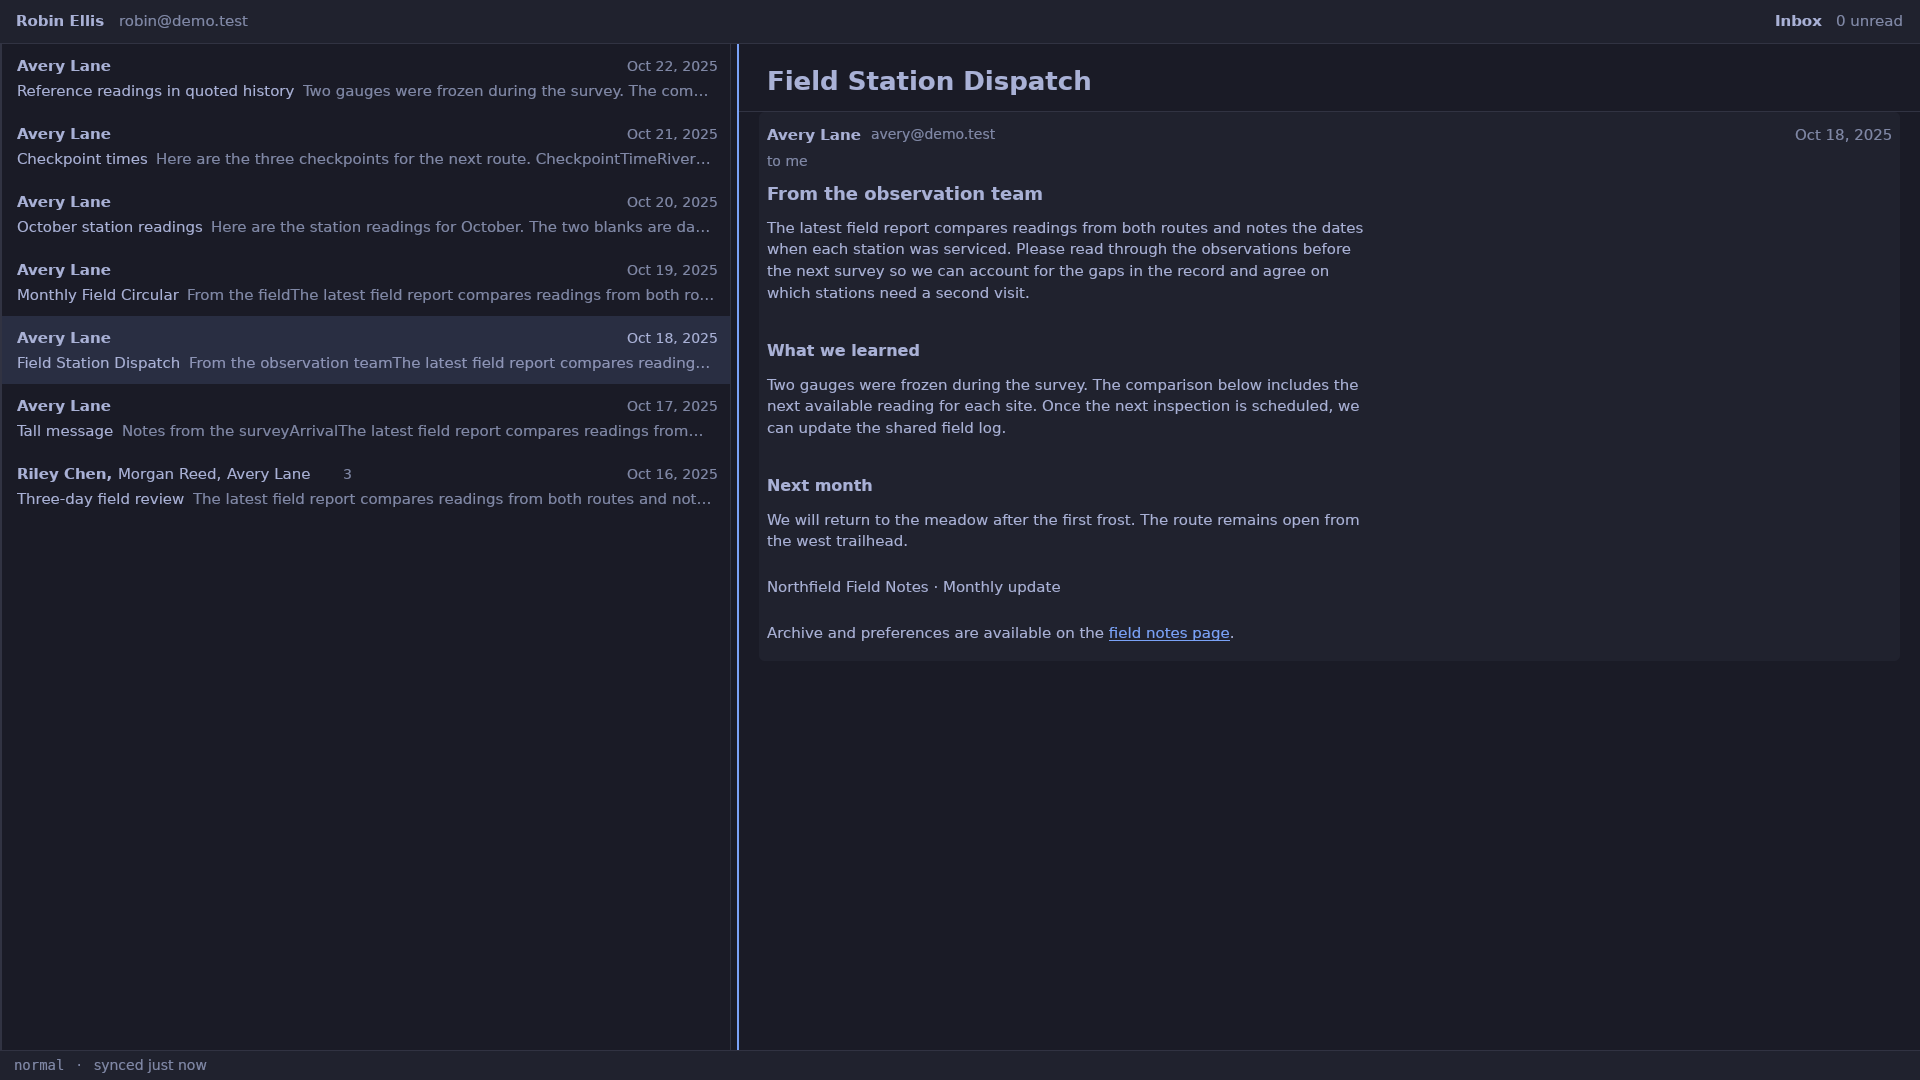 Robin Ellis robin@demo.test
Inbox 0 unread
Avery Lane Oct 22, 2025
Reference readings in quoted history Two gauges were frozen during the survey. The com…
Avery Lane Oct 21, 2025
Checkpoint times Here are the three checkpoints for the next route. CheckpointTimeRiver…
Avery Lane Oct 20, 2025
October station readings Here are the station readings for October. The two blanks are da…
Avery Lane Oct 19, 2025
Monthly Field Circular From the fieldThe latest field report compares readings from both ro…
Avery Lane Oct 18, 2025
Field Station Dispatch From the observation teamThe latest field report compares reading…
Avery Lane Oct 17, 2025
Tall message Notes from the surveyArrivalThe latest field report compares readings from…
Riley Chen, Morgan Reed, Avery Lane 3 Oct 16, 2025
Three-day field review The latest field report compares readings from both routes and not…
Field Station Dispatch
Avery Lane avery@demo.test Oct 18, 2025
to me
From the observation team
The latest field report compares readings from both routes and notes the dates
when each station was serviced. Please read through the observations before
the next survey so we can account for the gaps in the record and agree on
which stations need a second visit.
What we learned
Two gauges were frozen during the survey. The comparison below includes the
next available reading for each site. Once the next inspection is scheduled, we
can update the shared field log.
Next month
We will return to the meadow after the first frost. The route remains open from
the west trailhead.
Northfield Field Notes · Monthly update
Archive and preferences are available on the field notes page.
normal · synced just now